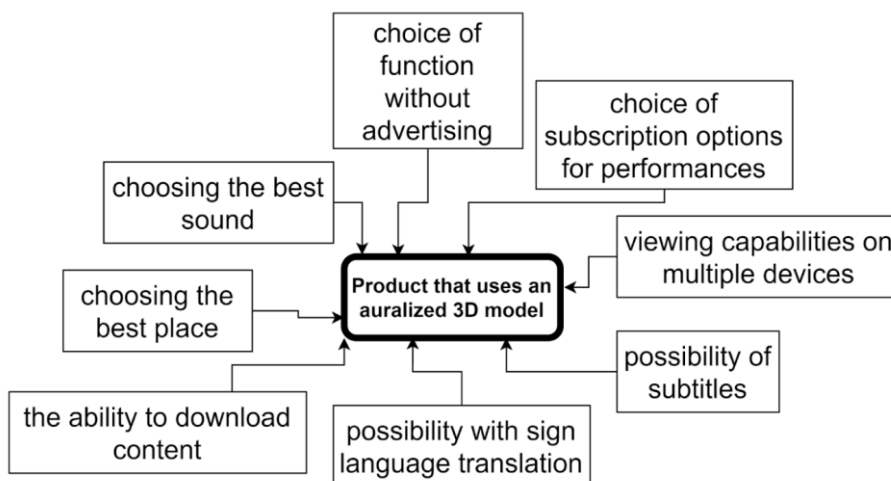 choice of
function
without
advertising
choice of
subscription options
for performances
choosing the best
sound
viewing capabilities on
multiple devices
Product that uses an
auralized 3D model
choosing the
best place
possibility of
subtitles
the ability to download
content
possibility with sign
language translation